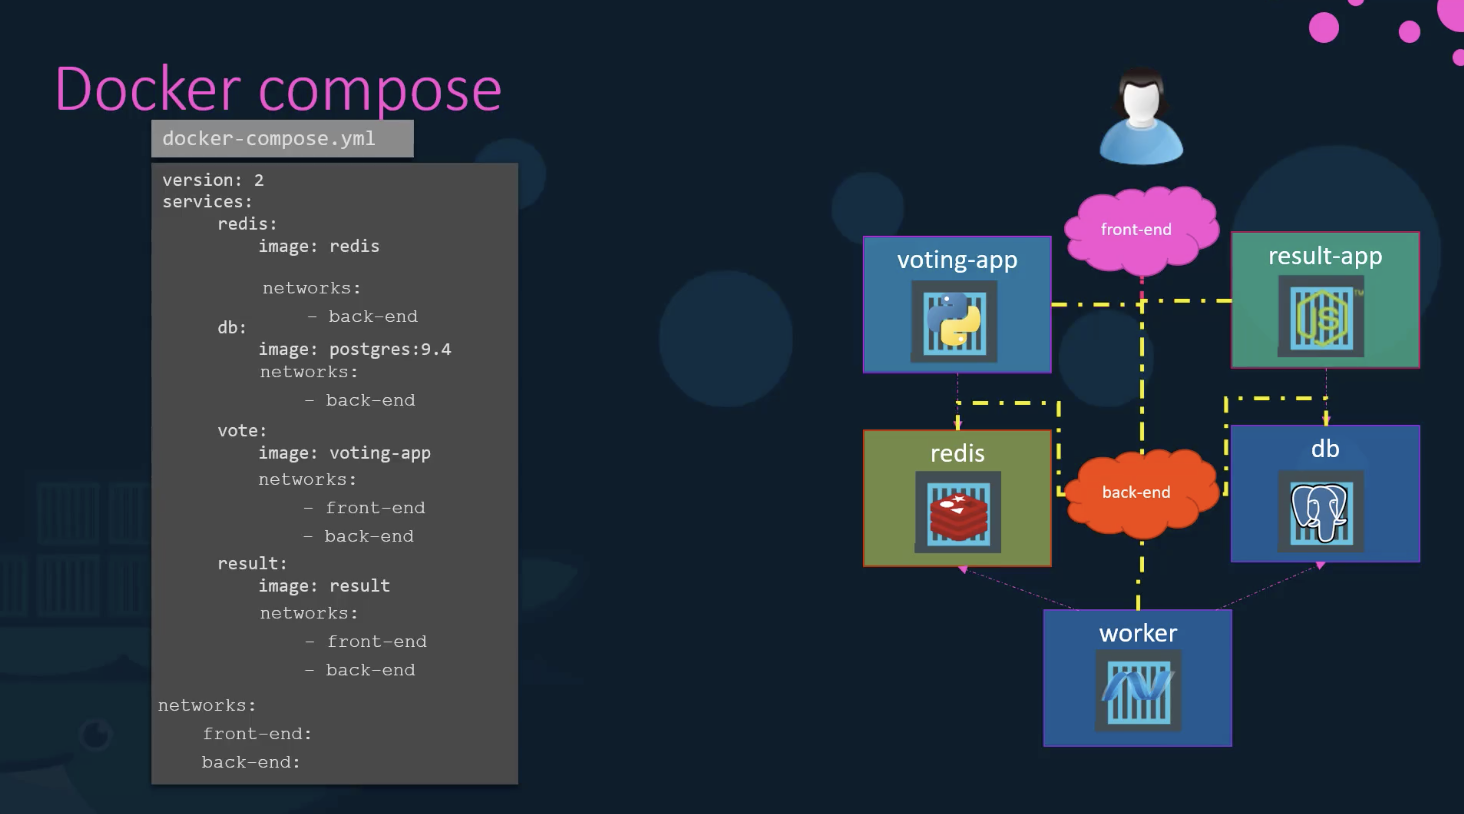 Docker compose
docker-compose.yml
version: 2
services:
redis:
image: redis
networks:
- back-end
db:
image: postgres:9.4
networks:
- back-end
vote:
image: voting-app
networks:
- front-end
- back-end
result:
image: result
networks:
- front-end
- back-end
networks:
front-end:
back-end:
front-end
voting-app
result-app
JS
TM
redis
back-end
db
worker